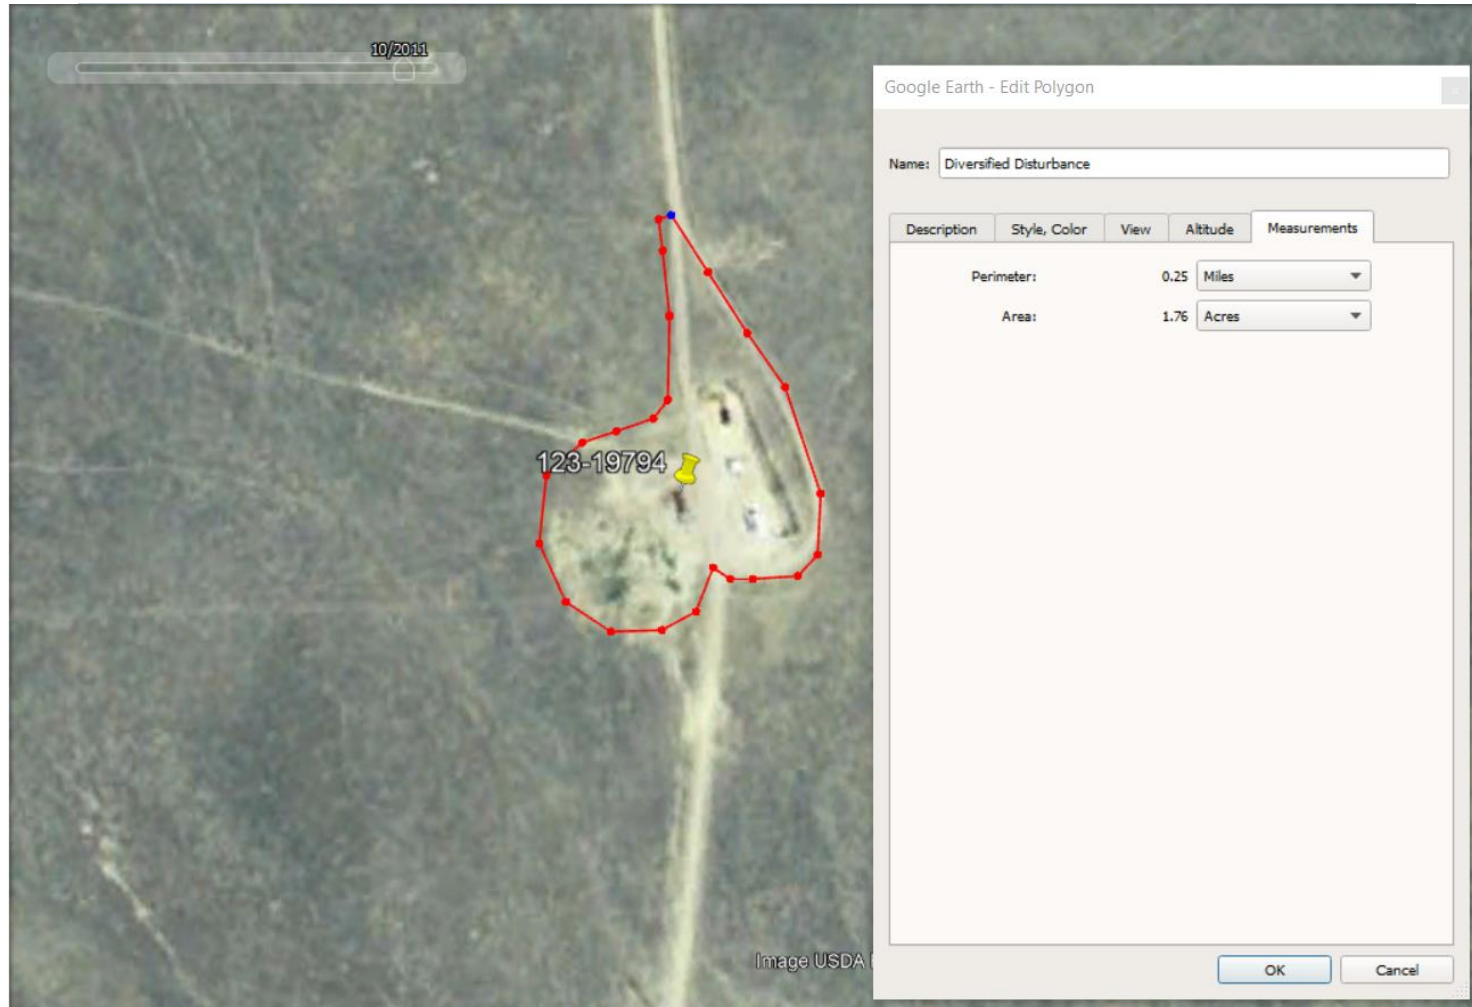 10/2011
Google Earth - Edit Polygon
Name: Diversified Disturbance
Description Style, Color View Altitude Measurements
Perimeter: 0.25 Miles
Area: 1.76 Acres
123-19794
Image USDA
OK Cancel